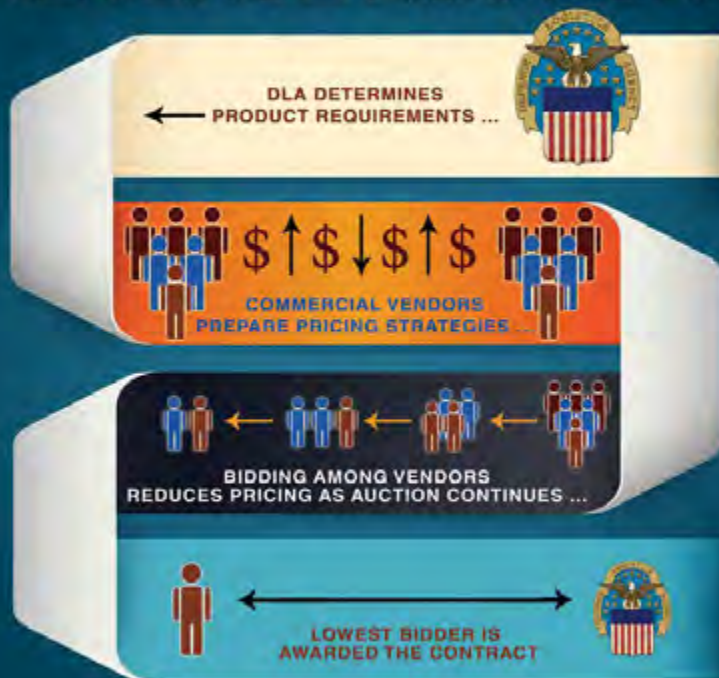 DLA DETERMINES
PRODUCT REQUIREMENTS ...
$ $ $ $
COMMERCIAL VENDORS
PREPARE PRICING STRATEGIES ...
BIDDING AMONG VENDORS
REDUCES PRICING AS AUCTION CONTINUES ...
LOWEST BIDDER IS
AWARDED THE CONTRACT